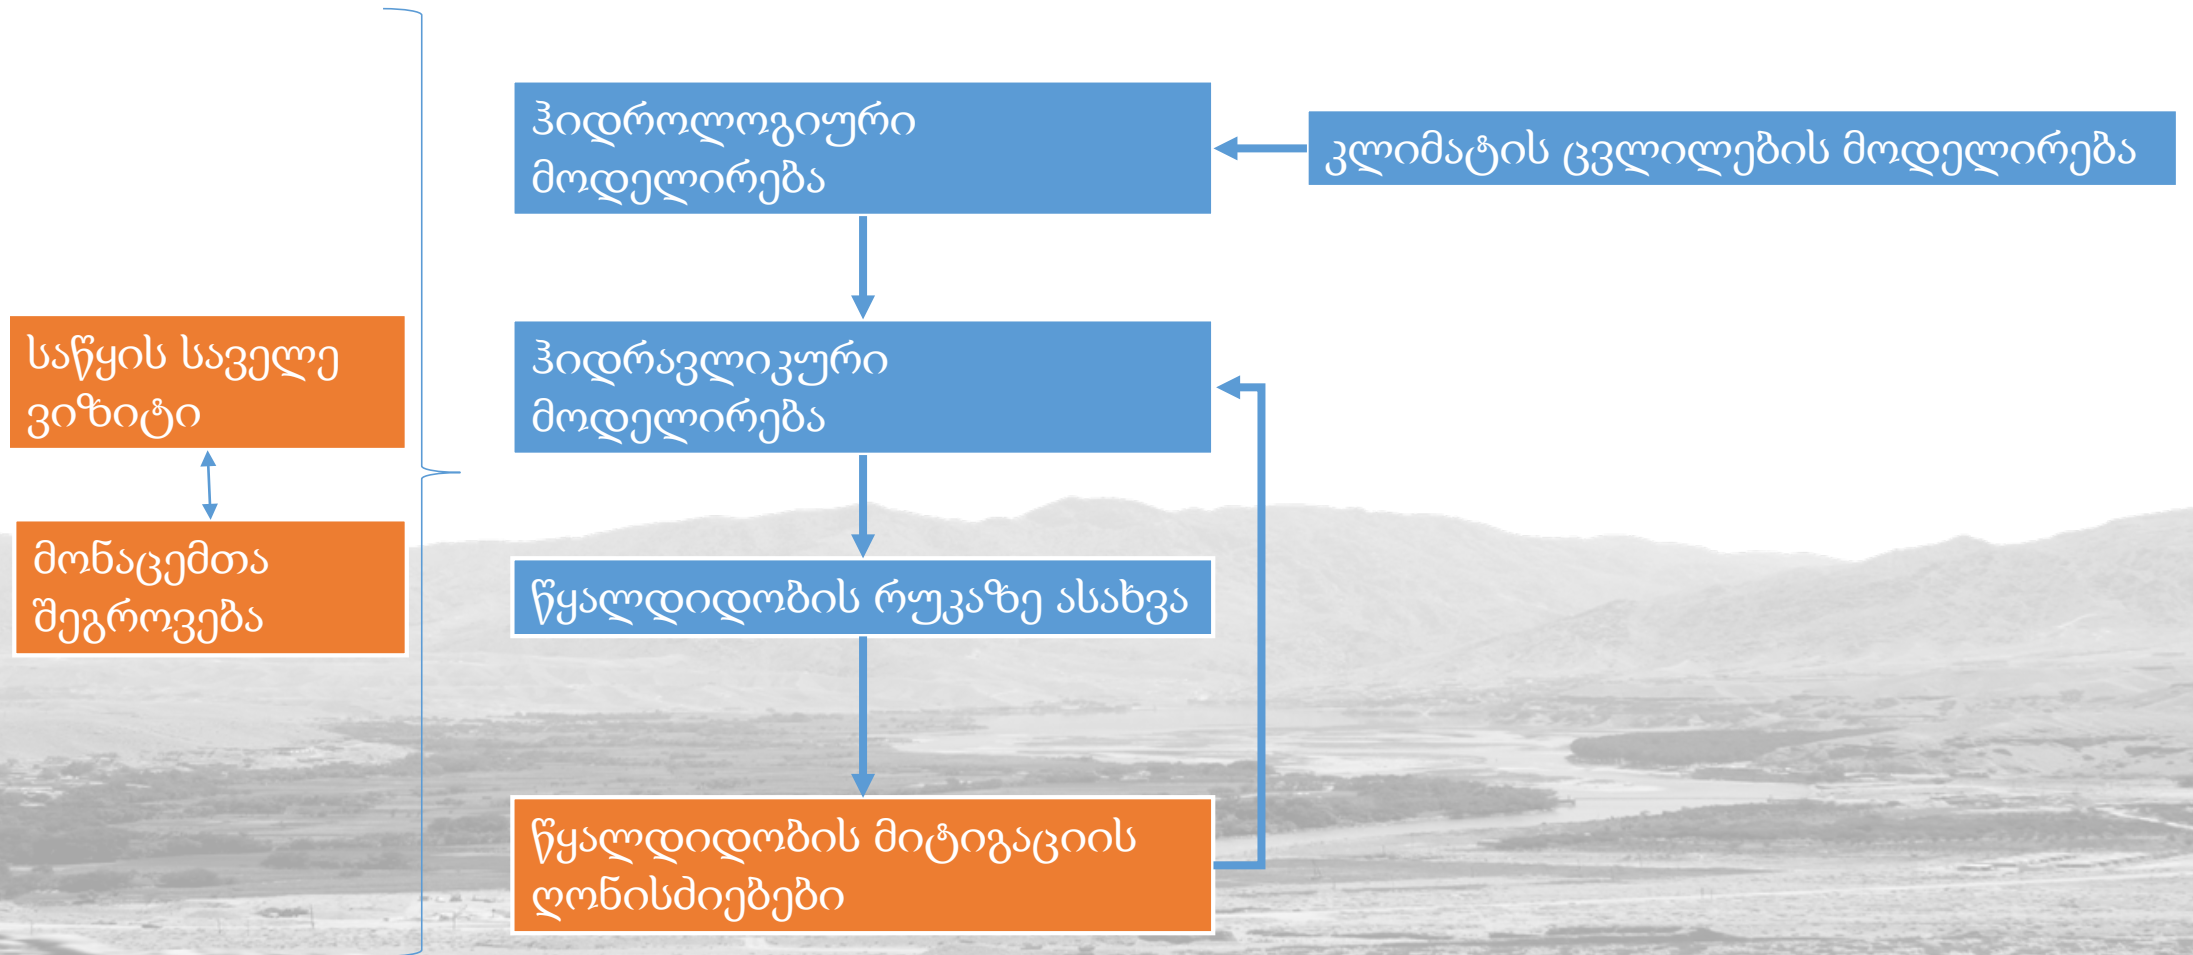 ჰიდროლოგიური
მოდელირება
კლიმატის ცვლილების მოდელირება
საწყის საველე
ვიზიტი
ჰიდრავლიკური
მოდელირება
მონაცემთა
შეგროვება
წყალდიდობის რუკაზე ასახვა
წყალდიდობის მიტიგაციის
ღონისძიებები